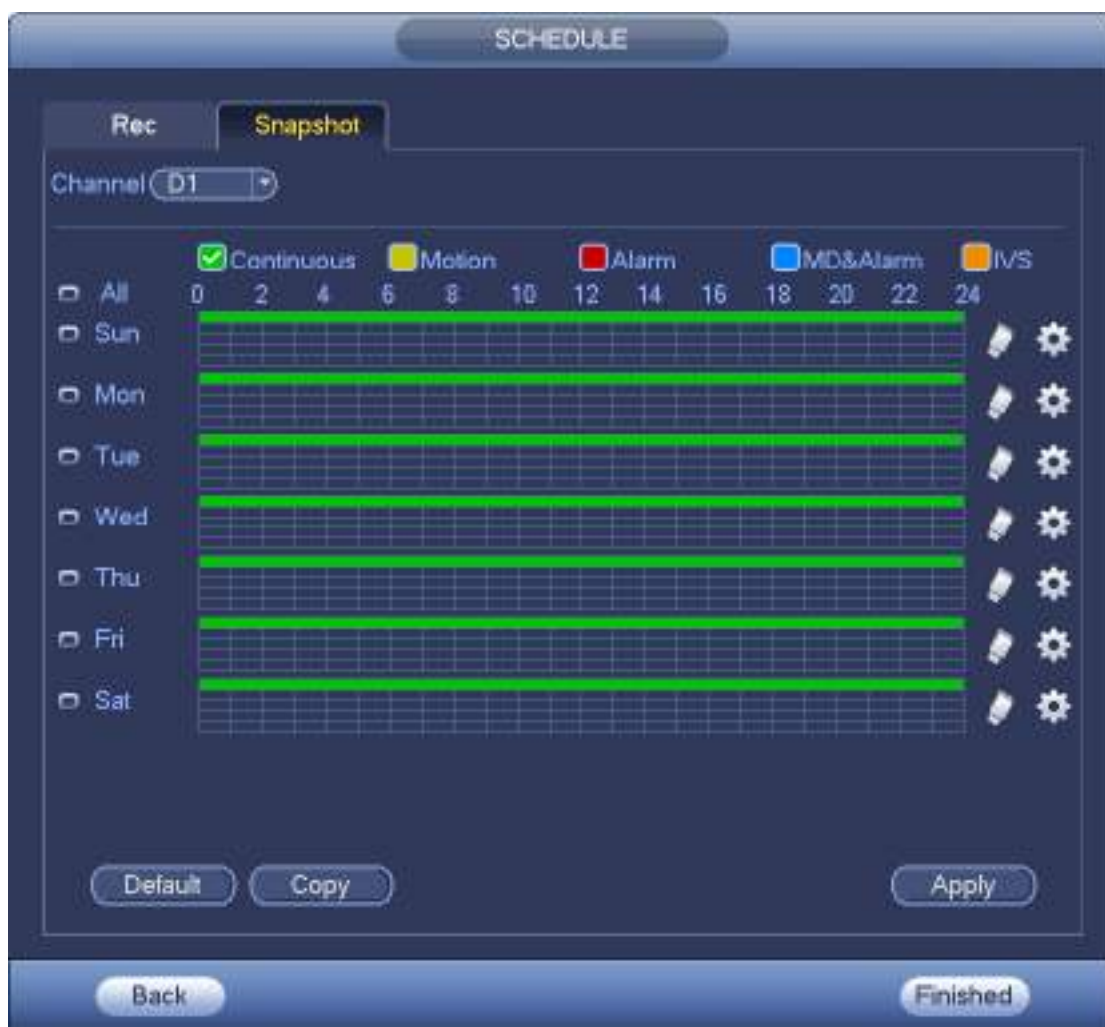 SCHEDULE
Rec Snapshot
Channel D1
Continuous Motion Alarm MD&Alarm IVS
All 0 2 4 6 8 10 12 14 16 18 20 22 24
Sun
Mon
Tue
Wed
Thu
Fri
Sat
Default Copy Apply
Back Finished